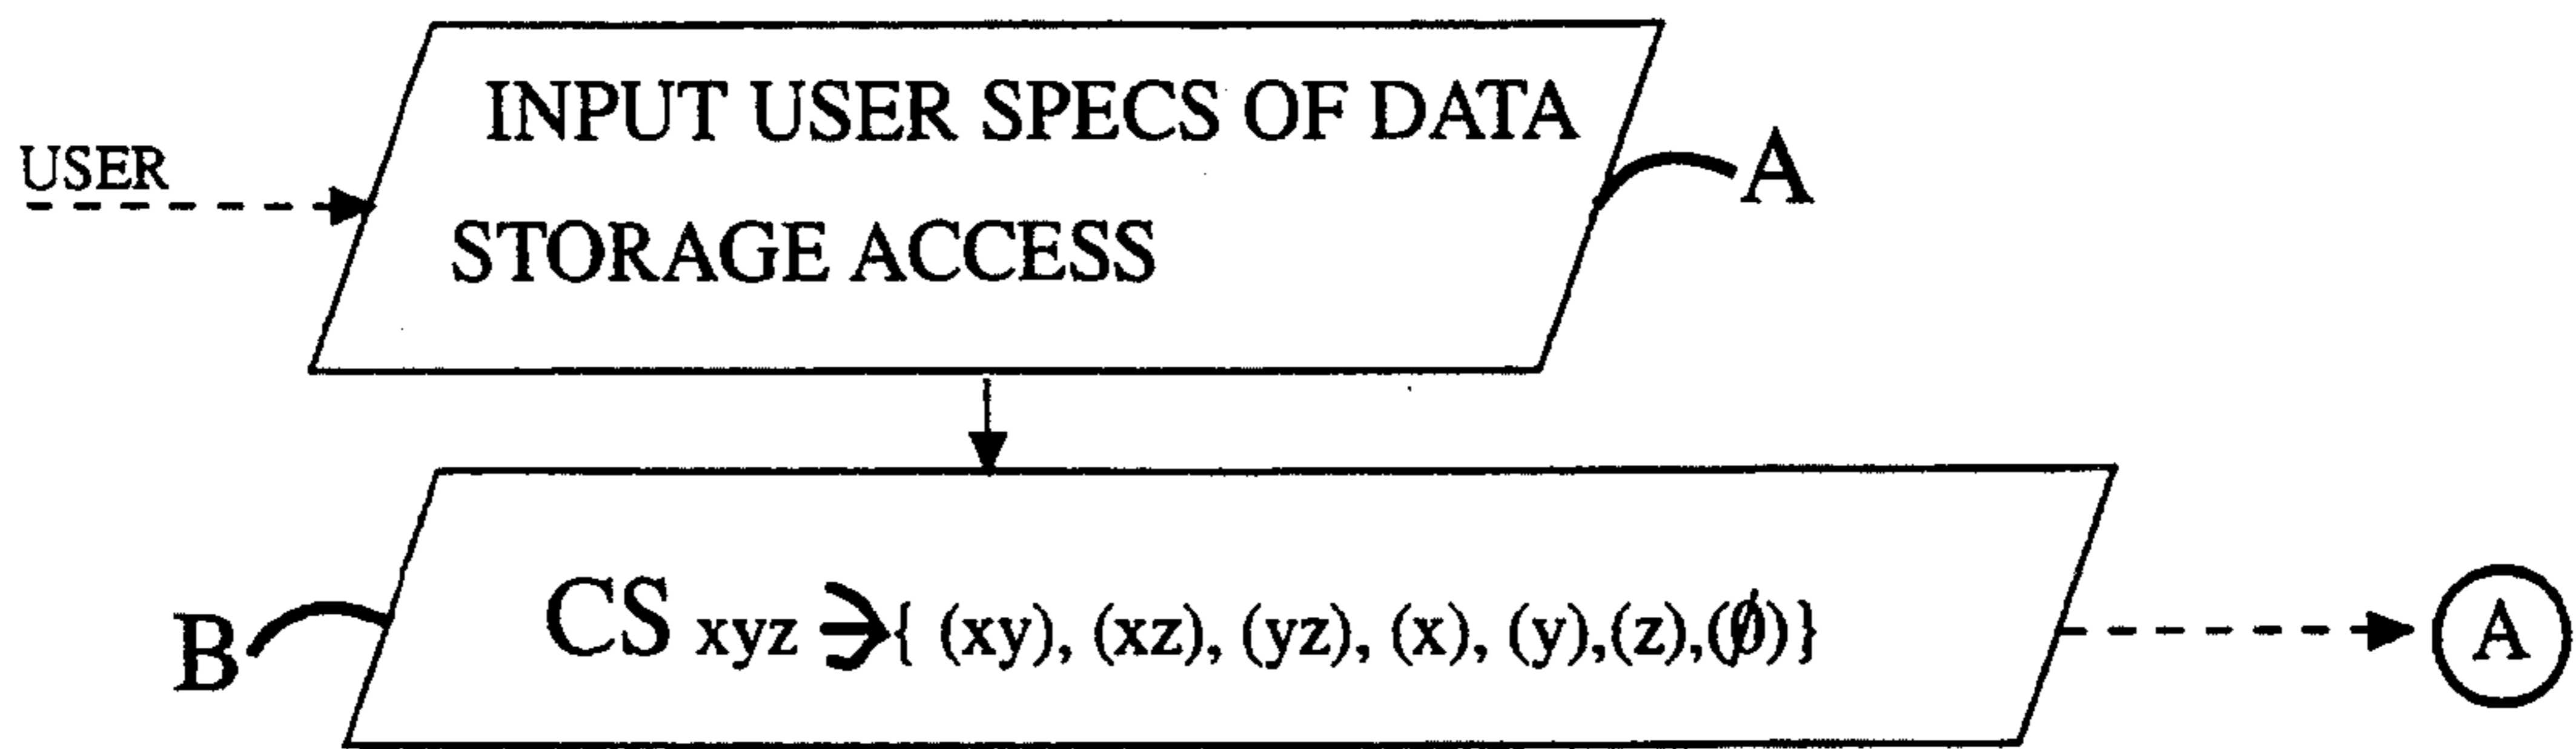 INPUT USER SPECS OF DATA
USER
A
STORAGE ACCESS
B
CS xyz ∋ { (xy), (xz), (yz), (x), (y),(z),(∅)}
A